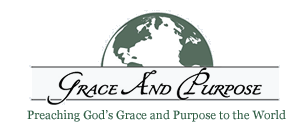 Grace And Purpose
Preaching God's Grace and Purpose to the World